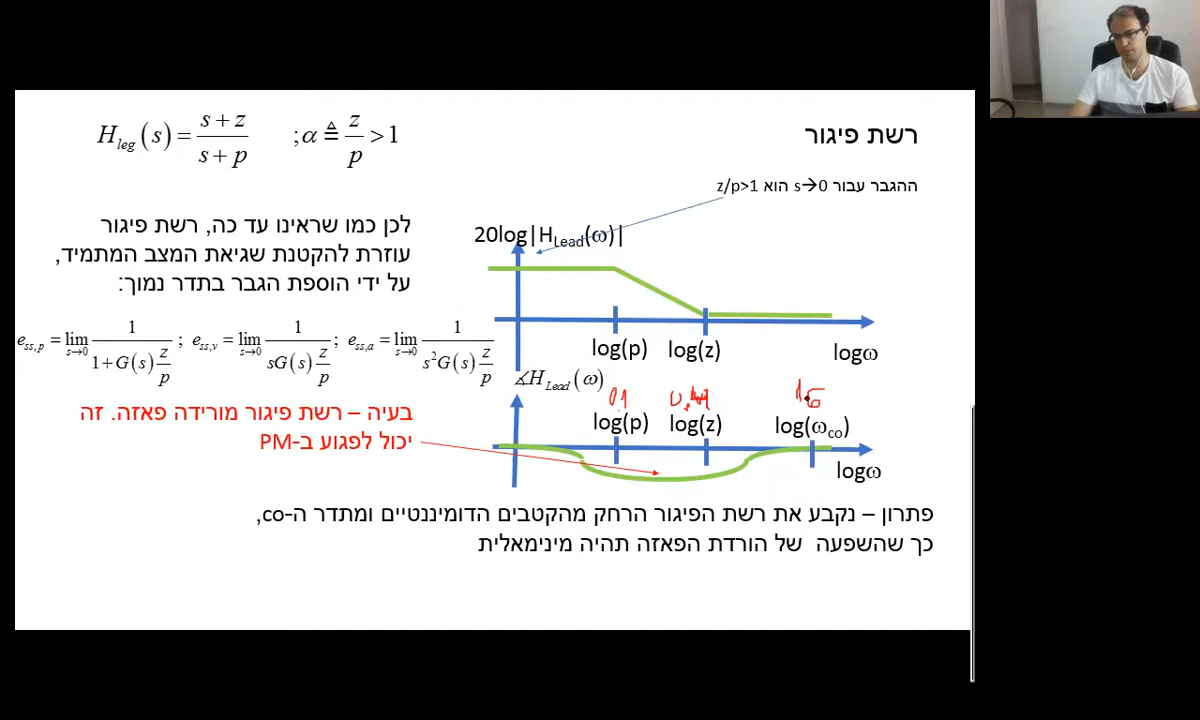 רשת פיגור
H_leg(s) = (s+z)/(s+p) ; α ≜ z/p > 1
ההגבר עבור s→0 הוא z/p>1
לכן כמו שראינו עד כה, רשת פיגור
עוזרת להקטנת שגיאת המצב המתמיד,
על ידי הוספת הגבר בתדר נמוך:
e_ss,p = lim_{s→0} 1/(1+G(s) z/p) ; e_ss,v = lim_{s→0} 1/(sG(s) z/p) ; e_ss,a = lim_{s→0} 1/(s²G(s) z/p)
20log|H_Lead(ω)|
log(p) log(z) logω
∡H_Lead(ω)
log(p) log(z) log(ω_co)
logω
בעיה – רשת פיגור מורידה פאזה. זה
יכול לפגוע ב-PM
פתרון – נקבע את רשת הפיגור הרחק מהקטבים הדומיננטיים ומתדר ה-co,
כך שהשפעה של הורדת הפאזה תהיה מינימאלית